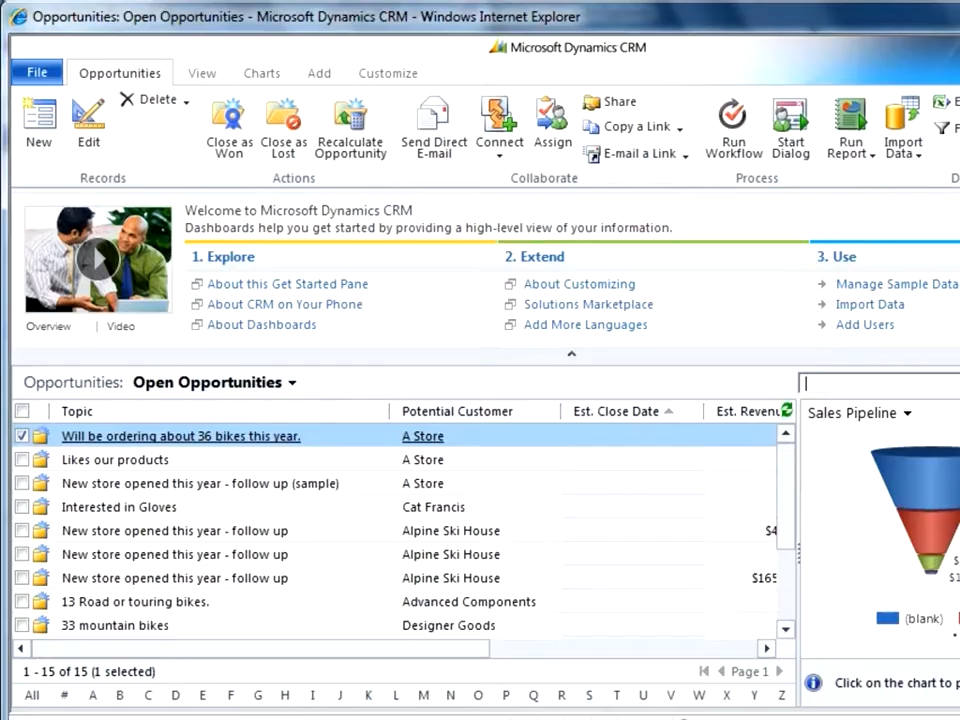 Opportunities: Open Opportunities - Microsoft Dynamics CRM - Windows Internet Explorer
Microsoft Dynamics CRM
File Opportunities View Charts Add Customize
New
Edit
Delete
Records
Close as Won
Close as Lost
Recalculate Opportunity
Actions
Send Direct E-mail
Connect
Assign
Share
Copy a Link
E-mail a Link
Collaborate
Run Workflow
Start Dialog
Process
Run Report
Import Data
Welcome to Microsoft Dynamics CRM
Dashboards help you get started by providing a high-level view of your information.
1. Explore
About this Get Started Pane
About CRM on Your Phone
About Dashboards
2. Extend
About Customizing
Solutions Marketplace
Add More Languages
3. Use
Manage Sample Data
Import Data
Add Users
Overview | Video
Opportunities: Open Opportunities
Topic Potential Customer Est. Close Date Est. Revenu
Will be ordering about 36 bikes this year. A Store
Likes our products A Store
New store opened this year - follow up (sample) A Store
Interested in Gloves Cat Francis
New store opened this year - follow up Alpine Ski House $4
New store opened this year - follow up Alpine Ski House
New store opened this year - follow up Alpine Ski House $165
13 Road or touring bikes. Advanced Components
33 mountain bikes Designer Goods
1 - 15 of 15 (1 selected) Page 1
All # A B C D E F G H I J K L M N O P Q R S T U V W X Y Z
Sales Pipeline
$
$1
(blank)
Click on the chart to p